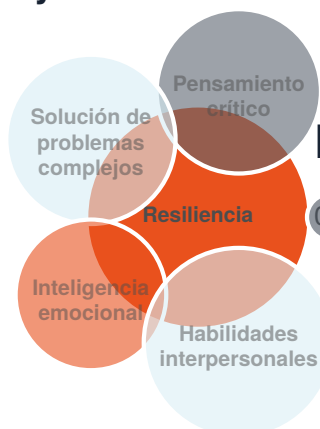 Pensamiento
crítico
Solución de
problemas
complejos
Resiliencia
Inteligencia
emocional
Habilidades
interpersonales